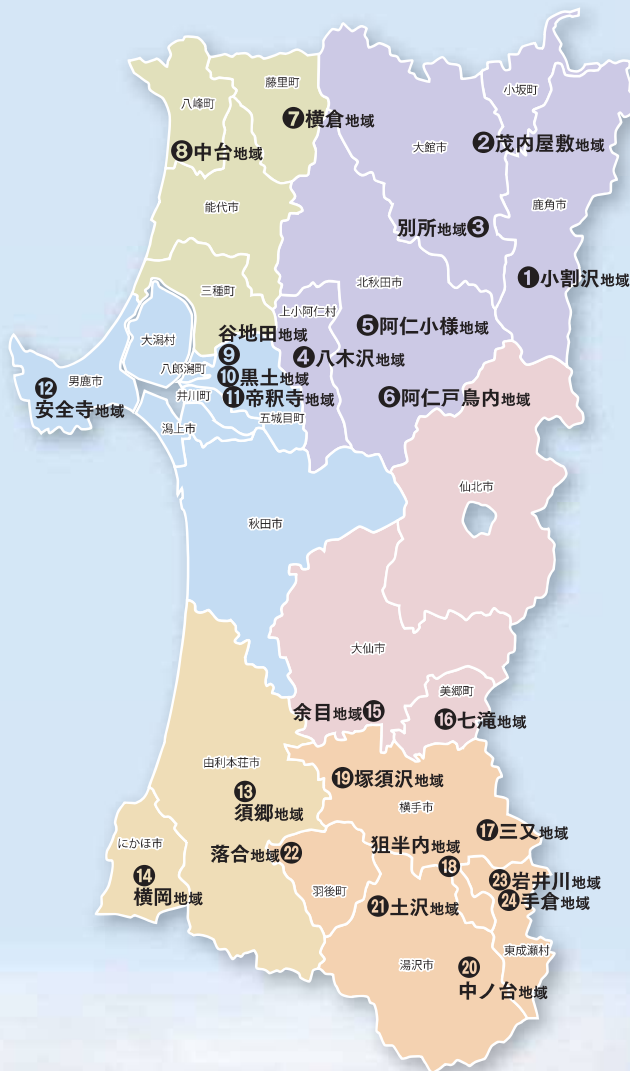 藤里町
小坂町
八峰町
❼横倉地域
大館市
❷茂内屋敷地域
❽中台地域
能代市
鹿角市
別所地域❸
❶小割沢地域
北秋田市
三種町
上小阿仁村
❺阿仁小様地域
谷地田地域
❾
大潟村
❹八木沢地域
八郎潟町
❿黒土地域
⓬
男鹿市
安全寺地域
井川町
⓫帝釈寺地域
❻阿仁戸鳥内地域
五城目町
潟上市
仙北市
秋田市
大仙市
美郷町
余目地域⓯
⓰七滝地域
由利本荘市
⓳塚須沢地域
⓭
須郷地域
横手市
⓱三又地域
にかほ市
狙半内地域
⓲
落合地域㉒
⓮
横岡地域
羽後町
㉓岩井川地域
㉔手倉地域
㉑土沢地域
東成瀬村
湯沢市
⓴
中ノ台地域